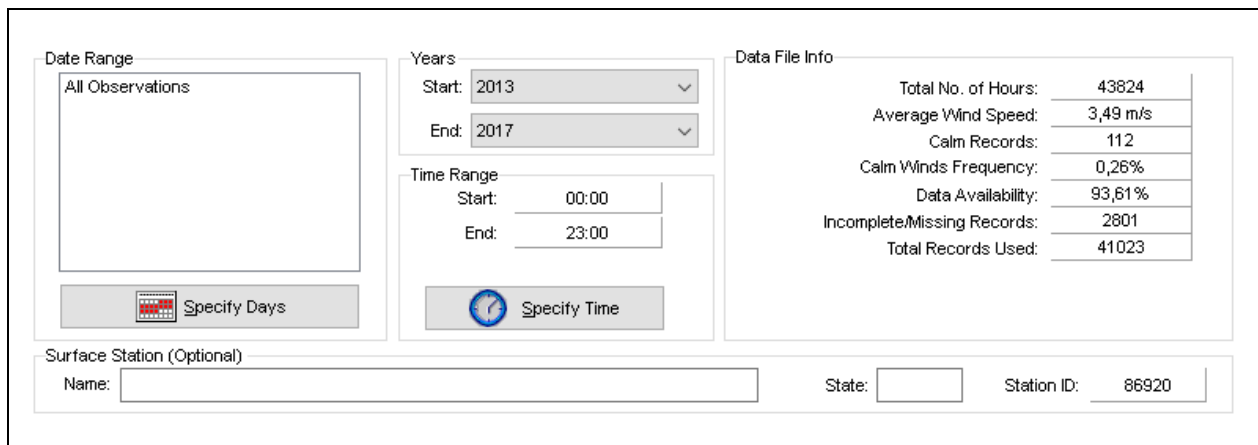 Date Range
All Observations
Specify Days
Years
Start: 2013
End: 2017
Time Range
Start: 00:00
End: 23:00
Specify Time
Data File Info
Total No. of Hours: 43824
Average Wind Speed: 3,49 m/s
Calm Records: 112
Calm Winds Frequency: 0,26%
Data Availability: 93,61%
Incomplete/Missing Records: 2801
Total Records Used: 41023
Surface Station (Optional)
Name: State: Station ID: 86920